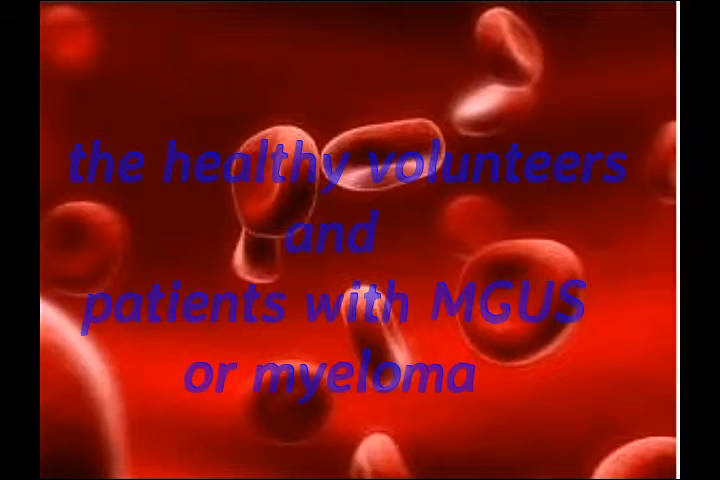 the healthy volunteers
and
patients with MGUS
or myeloma